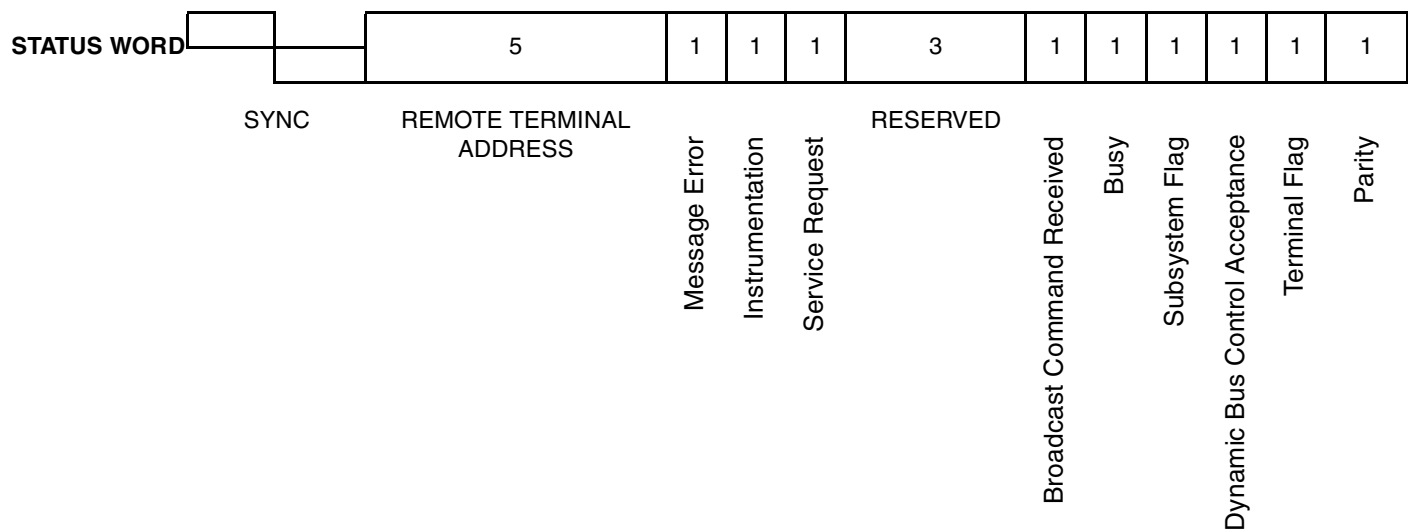 STATUS WORD
5 1 1 1 3 1 1 1 1 1 1
SYNC
REMOTE TERMINAL
ADDRESS
Message Error
Instrumentation
Service Request
RESERVED
Broadcast Command Received
Busy
Subsystem Flag
Dynamic Bus Control Acceptance
Terminal Flag
Parity